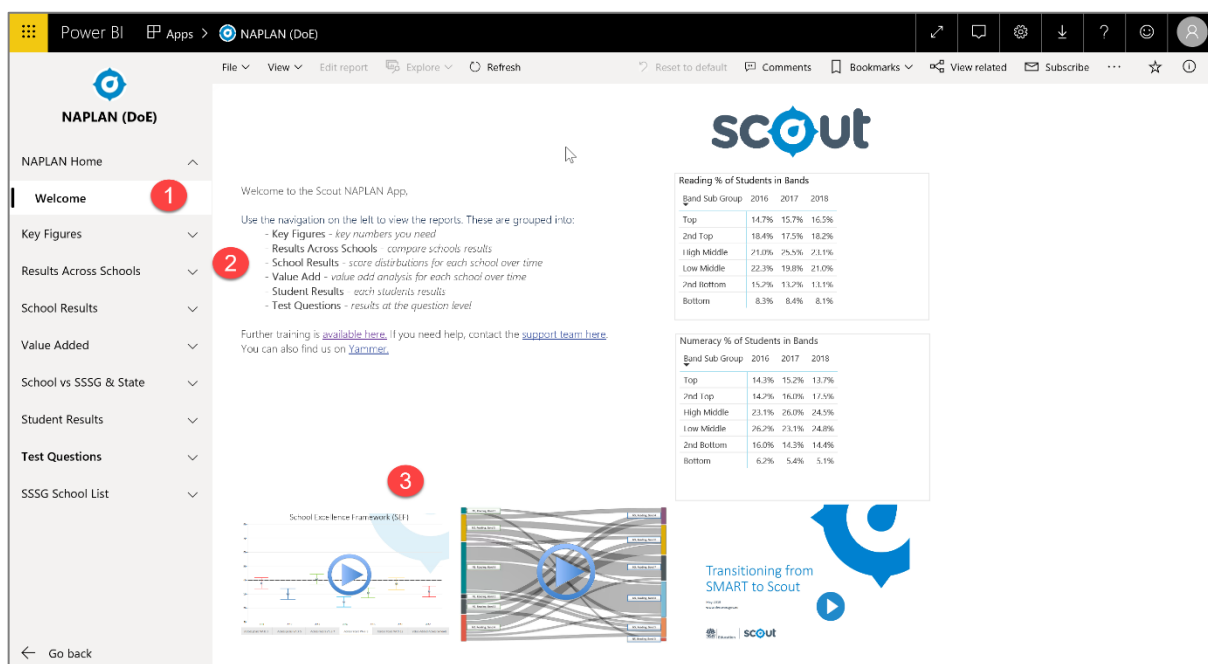 Power BI Apps > NAPLAN (DoE)
File View Edit report Explore Refresh Reset to default Comments Bookmarks View related Subscribe ...
NAPLAN (DoE)
NAPLAN Home
Welcome
1
Key Figures
Results Across Schools
2
School Results
Value Added
School vs SSSG & State
Student Results
Test Questions
SSSG School List
Go back
scout
Welcome to the Scout NAPLAN App,
Use the navigation on the left to view the reports. These are grouped into:
- Key Figures - key numbers you need
- Results Across Schools - compare schools results
- School Results - score distirbutions for each school over time
- Value Add - value add analysis for each school over time
- Student Results - each students results
- Test Questions - results at the question level
Further training is available here. If you need help, contact the support team here.
You can also find us on Yammer.
Reading % of Students in Bands
Band Sub Group 2016 2017 2018
Top 14.7% 15.7% 16.5%
2nd Top 18.4% 17.5% 18.2%
High Middle 21.0% 25.5% 23.1%
Low Middle 22.3% 19.8% 21.0%
2nd Bottom 15.2% 13.2% 13.1%
Bottom 8.3% 8.4% 8.1%
Numeracy % of Students in Bands
Band Sub Group 2016 2017 2018
Top 14.3% 15.2% 13.7%
2nd Top 14.2% 16.0% 17.5%
High Middle 23.1% 26.0% 24.5%
Low Middle 26.2% 23.1% 24.8%
2nd Bottom 16.0% 14.3% 14.4%
Bottom 6.2% 5.4% 5.1%
3
School Excellence Framework (SEF)
Transitioning from
SMART to Scout
scout